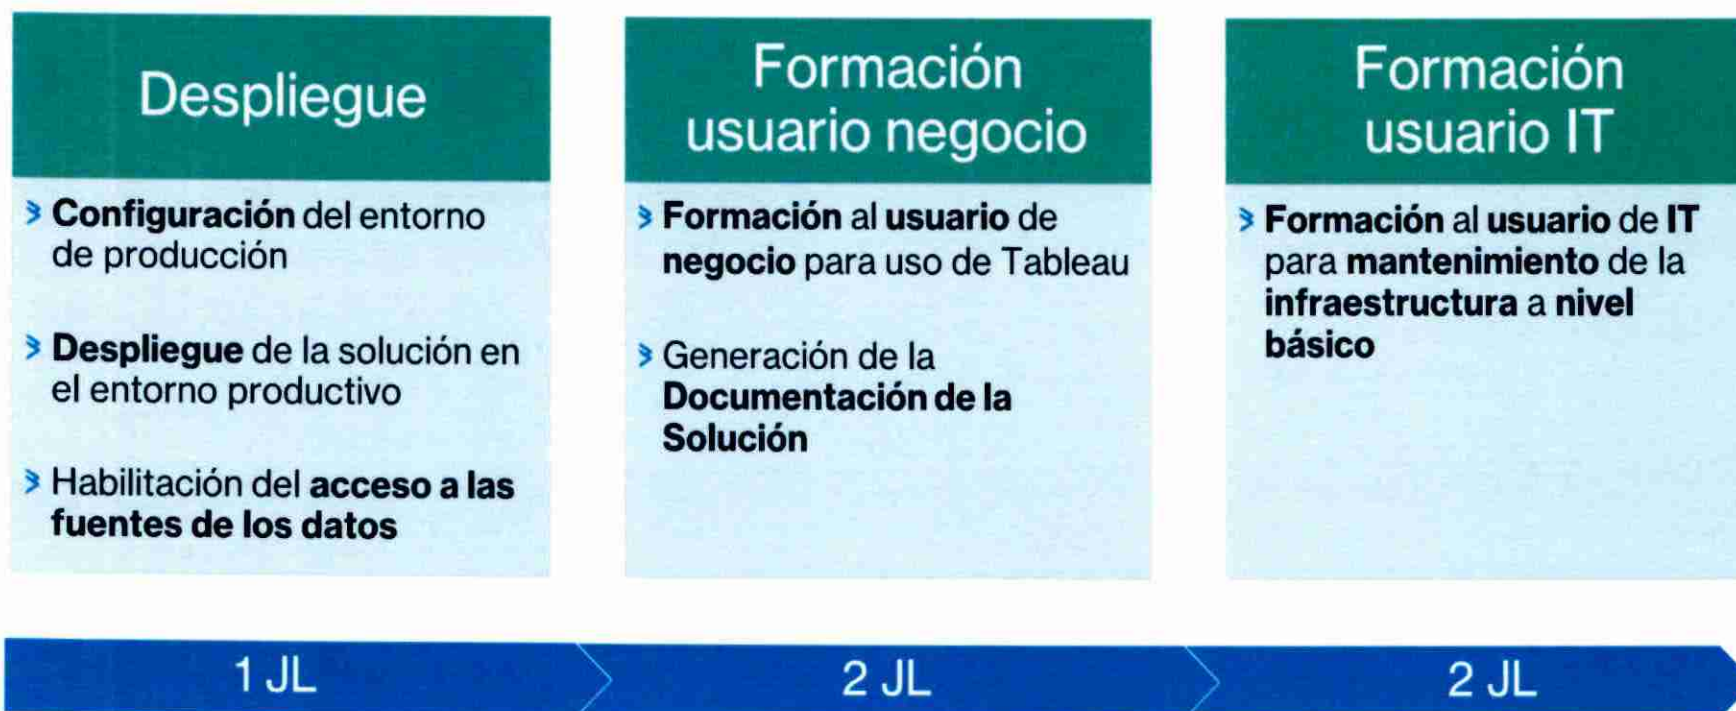 Despliegue
Configuración del entorno
de producción
Despliegue de la solución en
el entorno productivo
Habilitación del acceso a las
fuentes de los datos
Formación
usuario negocio
Formación al usuario de
negocio para uso de Tableau
Generación de la
Documentación de la
Solución
Formación
usuario IT
Formación al usuario de IT
para mantenimiento de la
infraestructura a nivel
básico
1 JL
2 JL
2 JL